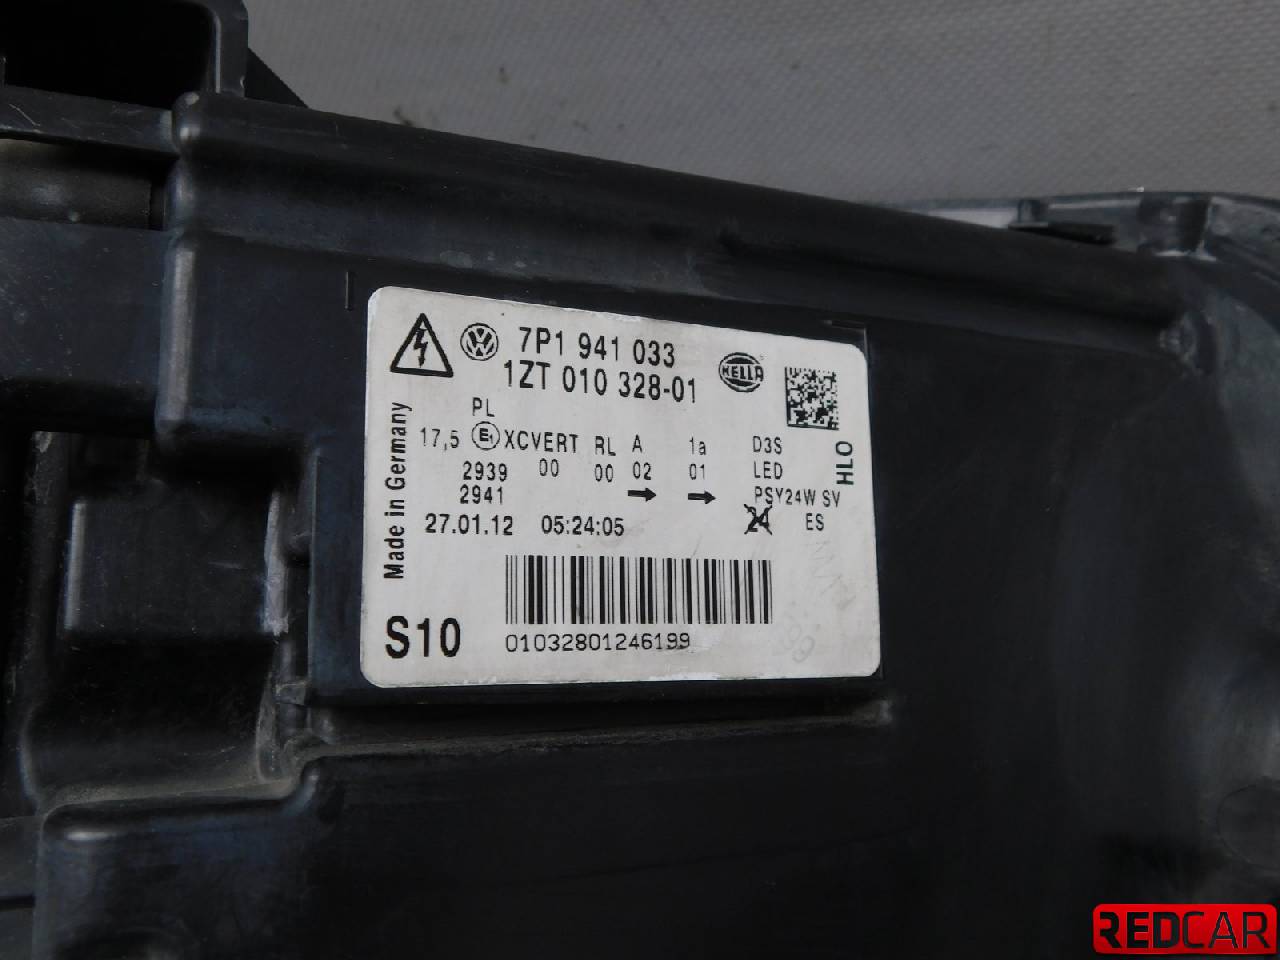 7P1 941 033
1ZT 010 328-01
HELLA
PL
17,5 E1 XCVERT RL A 1a D3S
2939 00 00 02 01 LED
2941 → → PSY24W SV
27.01.12 05:24:05 24 ES
HLO
Made in Germany
S10
01032801246199
REDCAR